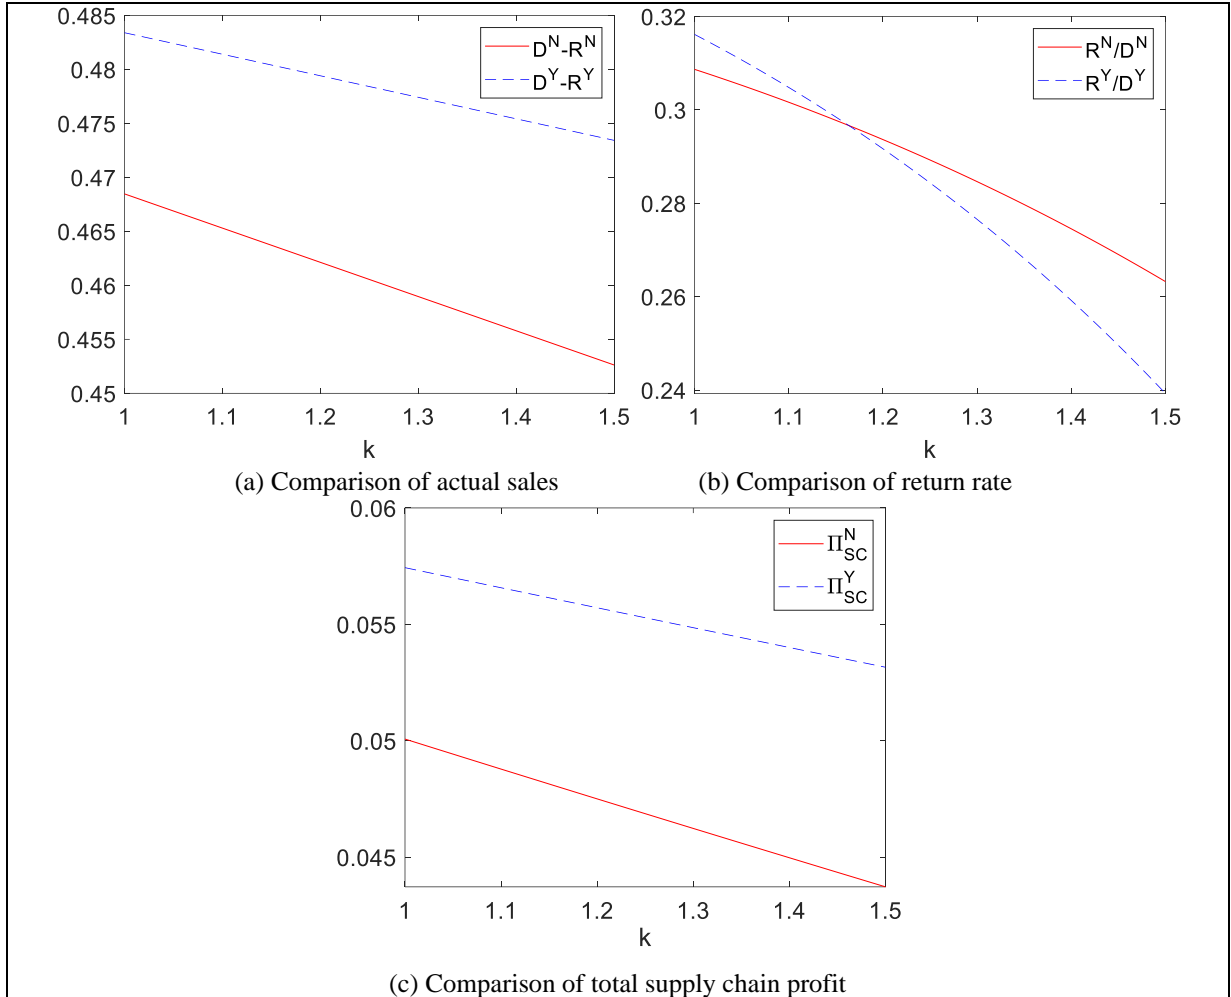 0.485
0.48
0.475
0.47
0.465
0.46
0.455
0.45
D^N-R^N
D^Y-R^Y
1 1.1 1.2 1.3 1.4 1.5
k
(a) Comparison of actual sales
0.32
0.3
0.28
0.26
0.24
R^N/D^N
R^Y/D^Y
1 1.1 1.2 1.3 1.4 1.5
k
(b) Comparison of return rate
0.06
0.055
0.05
0.045
Π_SC^N
Π_SC^Y
1 1.1 1.2 1.3 1.4 1.5
k
(c) Comparison of total supply chain profit